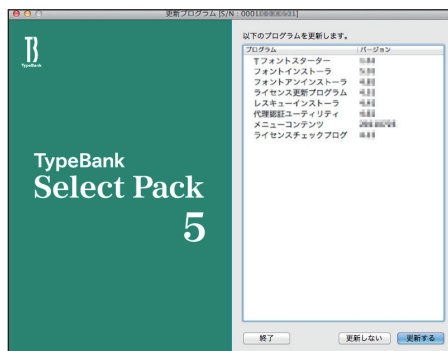 更新プログラム [S/N : 0001
TypeBank
TypeBank
Select Pack
5
以下のプログラムを更新します。
プログラム バージョン
Tフォントスターター
フォントインストーラ
フォントアンインストーラ
ライセンス更新プログラム
レスキューインストーラ
代理認証ユーティリティ
メニューコンテンツ
ライセンスチェックプログ
終了 更新しない 更新する